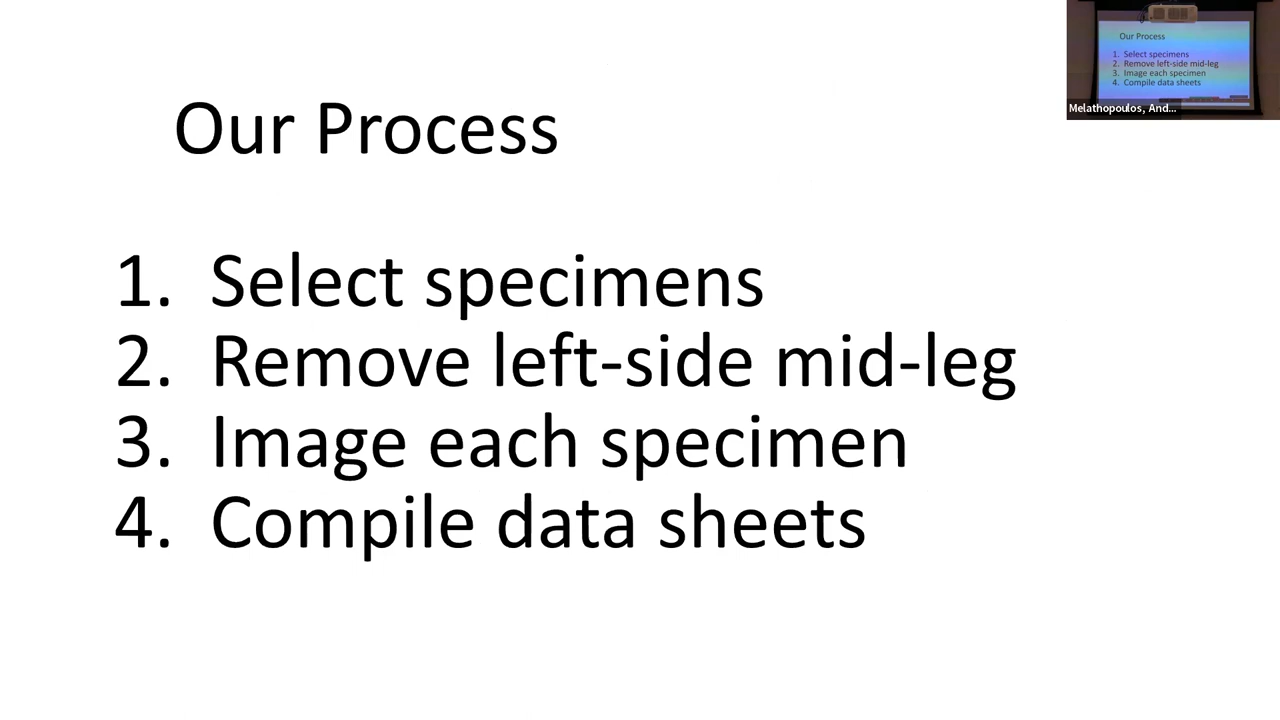 Our Process
1. Select specimens
2. Remove left-side mid-leg
3. Image each specimen
4. Compile data sheets
Our Process
1. Select specimens
2. Remove left-side mid-leg
3. Image each specimen
4. Compile data sheets
Melathopoulos, And...